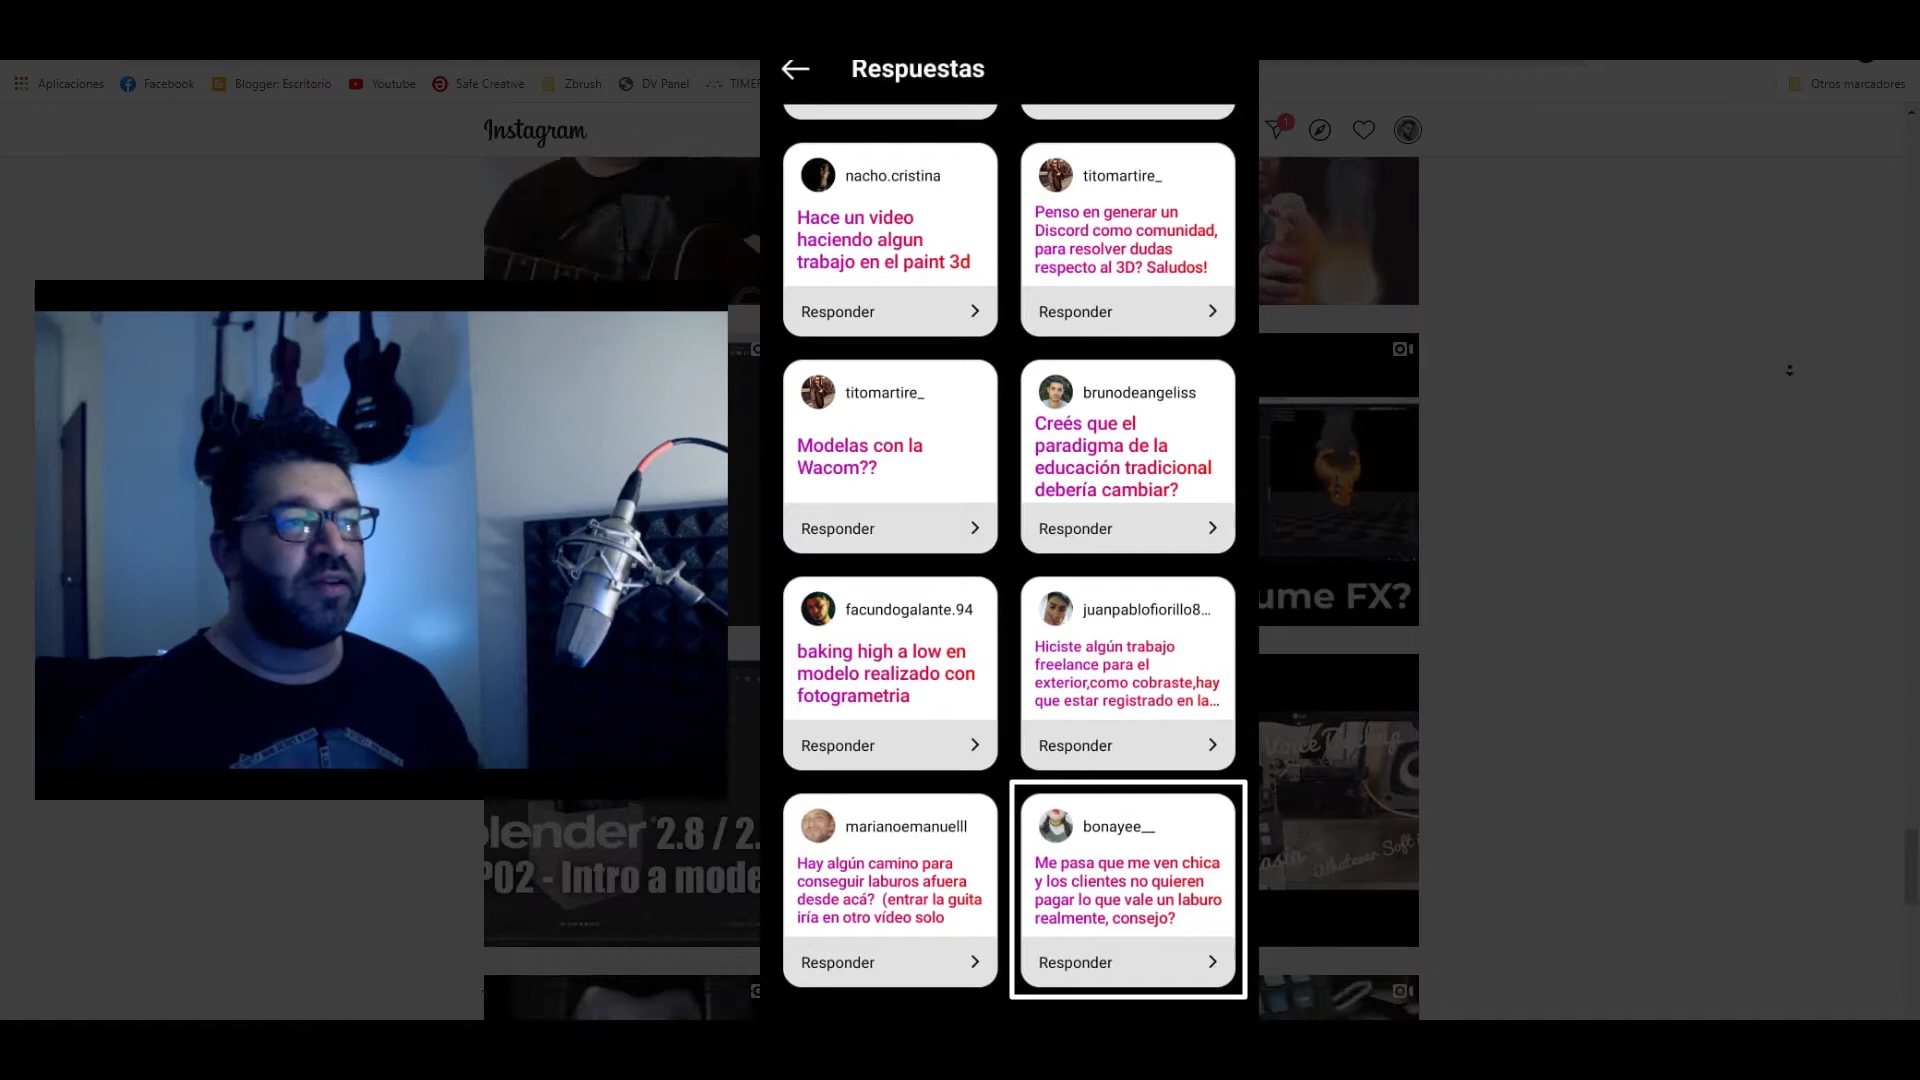 Respuestas
Aplicaciones
Facebook
Blogger: Escritorio
Youtube
Safe Creative
Zbrush
DV Panel
Otros marcadores
Instagram
1
nacho.cristina
Hace un video
haciendo algun
trabajo en el paint 3d
Responder
titomartire_
Penso en generar un
Discord como comunidad,
para resolver dudas
respecto al 3D? Saludos!
Responder
titomartire_
Modelas con la
Wacom??
Responder
brunodeangeliss
Creés que el
paradigma de la
educación tradicional
debería cambiar?
Responder
facundogalante.94
baking high a low en
modelo realizado con
fotogrametria
Responder
juanpablofiorillo8...
Hiciste algún trabajo
freelance para el
exterior,como cobraste,hay
que estar registrado en la...
Responder
marianoemanuelll
Hay algún camino para
conseguir laburos afuera
desde acá? (entrar la guita
iría en otro vídeo solo
Responder
bonayee__
Me pasa que me ven chica
y los clientes no quieren
pagar lo que vale un laburo
realmente, consejo?
Responder
ume FX?
lender 2.8 / 2.
P02 - Intro a mode